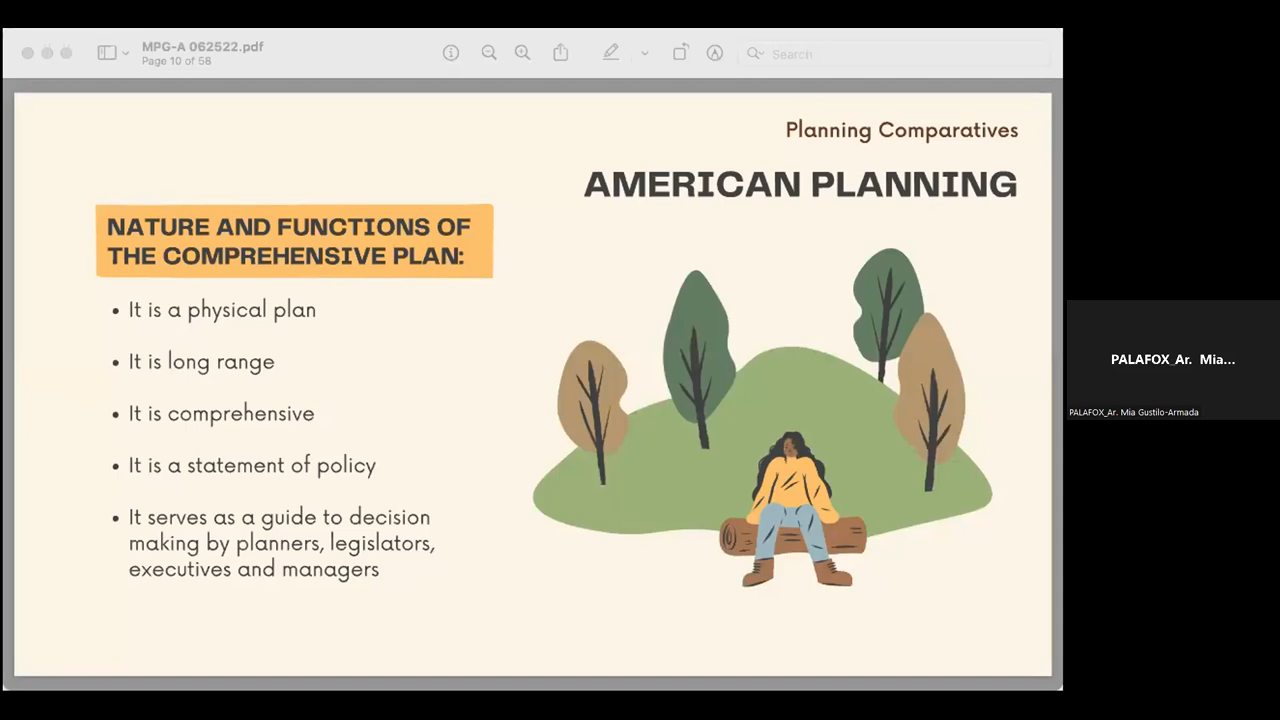 MPG-A 062522.pdf
Page 10 of 58
Search
Planning Comparatives
AMERICAN PLANNING
NATURE AND FUNCTIONS OF
THE COMPREHENSIVE PLAN:
• It is a physical plan
• It is long range
• It is comprehensive
• It is a statement of policy
• It serves as a guide to decision
making by planners, legislators,
executives and managers
PALAFOX_Ar. Mia...
PALAFOX_Ar. Mia Gustilo-Armada